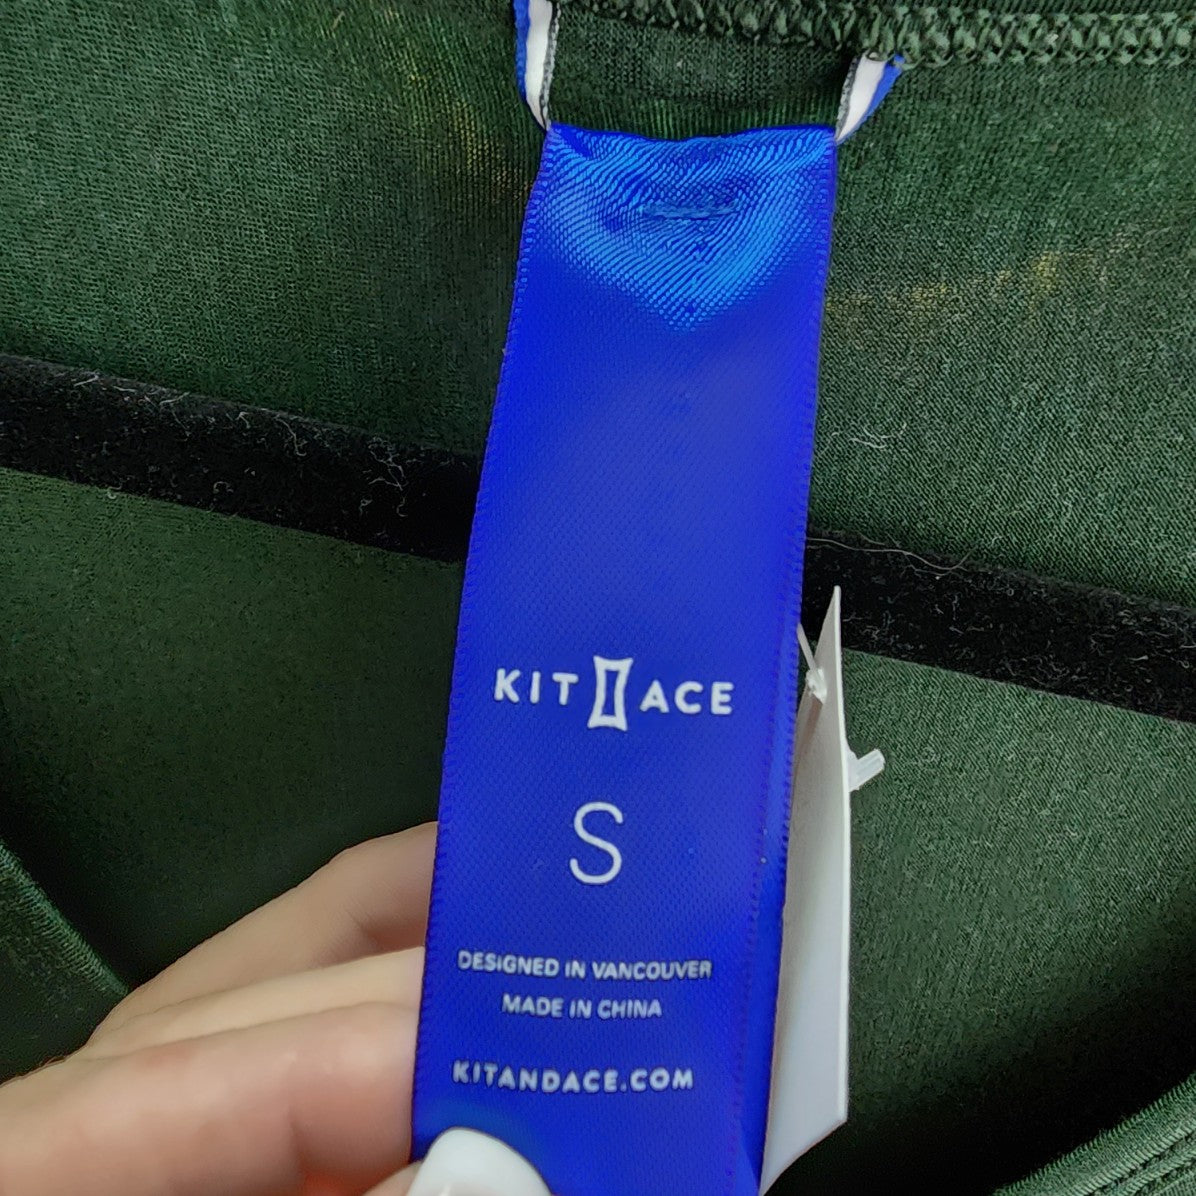 KIT ACE
S
DESIGNED IN VANCOUVER
MADE IN CHINA
KITANDACE.COM